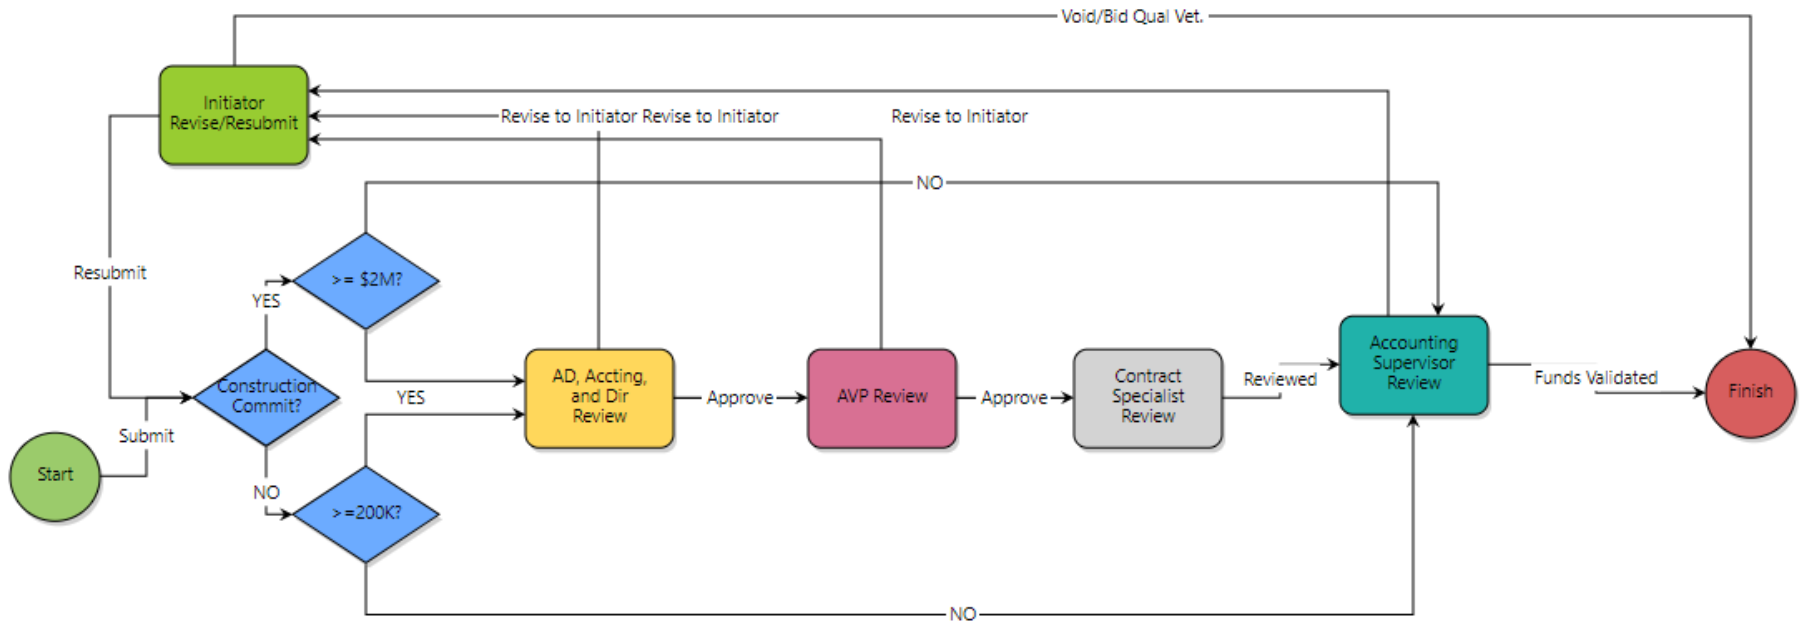 Void/Bid Qual Vet.
Initiator
Revise/Resubmit
Revise to Initiator
Revise to Initiator
Revise to Initiator
NO
Resubmit
>= $2M?
YES
Construction
Commit?
Submit
Start
NO
>=200K?
YES
AD, Accting,
and Dir
Review
Approve
AVP Review
Approve
Contract
Specialist
Review
Reviewed
Accounting
Supervisor
Review
Funds Validated
Finish
NO